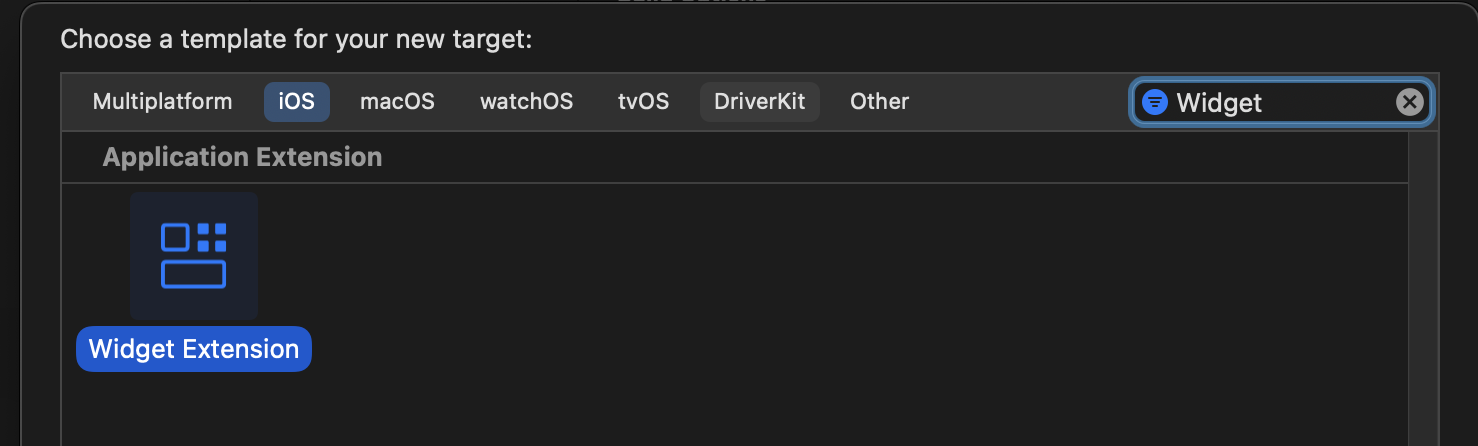 Choose a template for your new target:
Multiplatform iOS macOS watchOS tvOS DriverKit Other Widget
Application Extension
Widget Extension